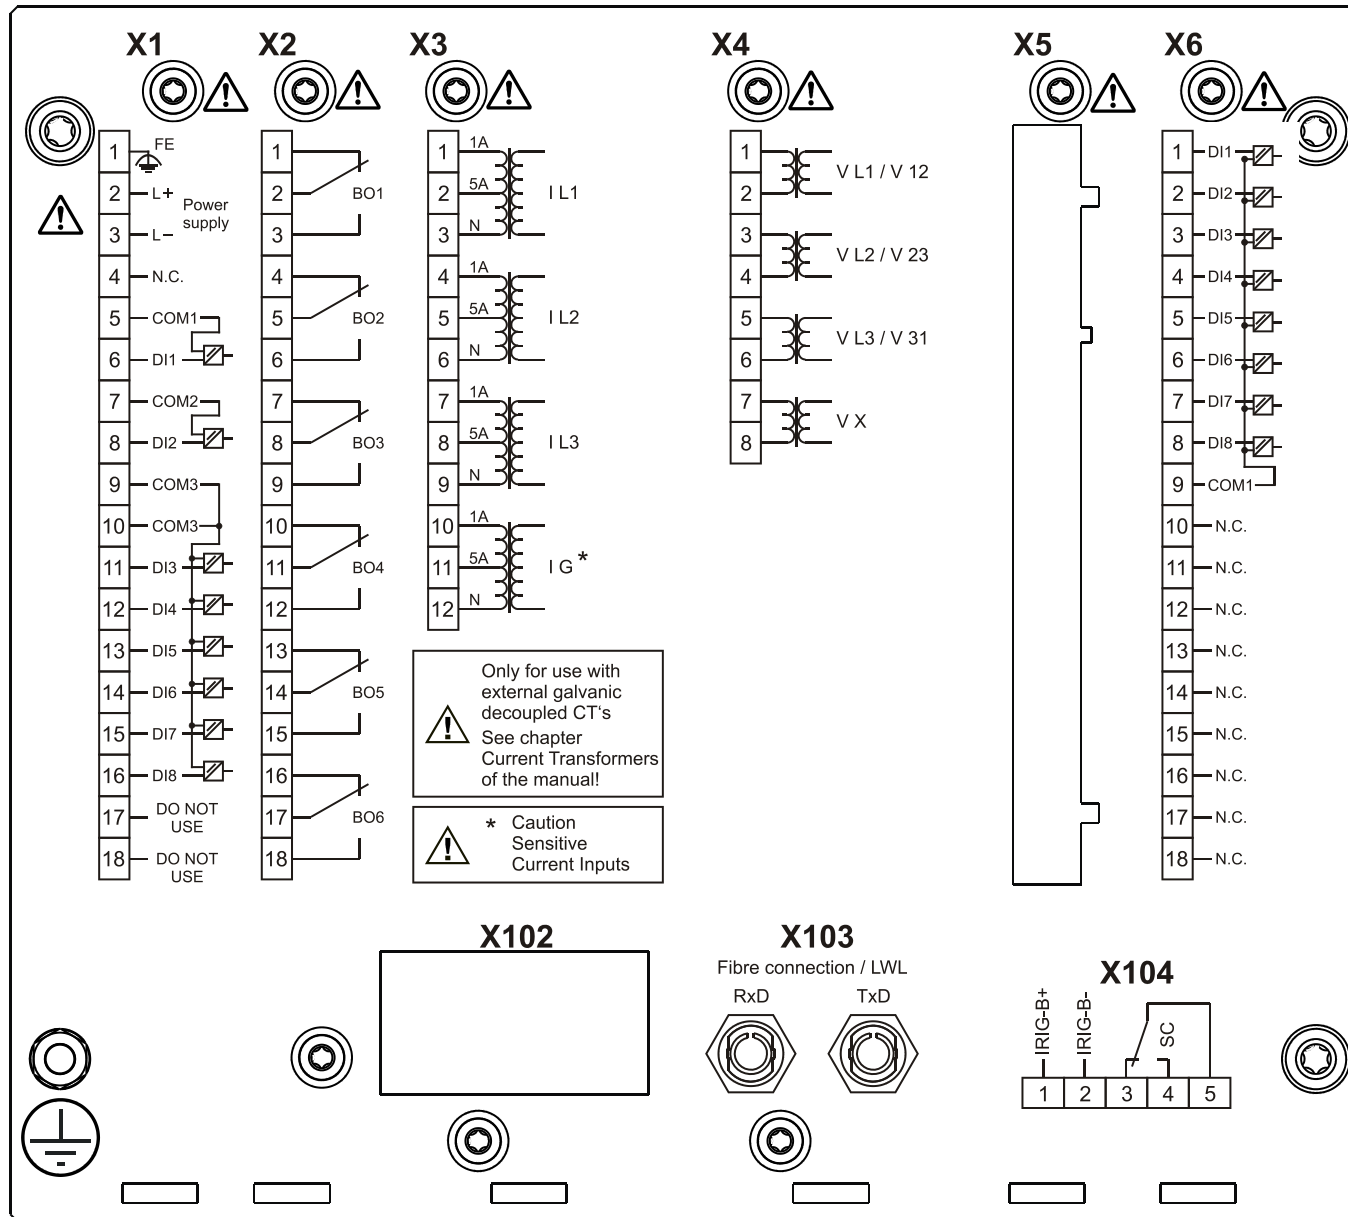 X1
X2
X3
X4
X5
X6
1 FE
2 L+
Power
supply
3 L−
4 N.C.
5 COM1
6 DI1
7 COM2
8 DI2
9 COM3
10 COM3
11 DI3
12 DI4
13 DI5
14 DI6
15 DI7
16 DI8
17 DO NOT
USE
18 DO NOT
USE
1
2 BO1
3
4
5 BO2
6
7
8 BO3
9
10
11 BO4
12
13
14 BO5
15
16
17 BO6
18
1 1A
2 5A I L1
3 N
4 1A
5 5A I L2
6 N
7 1A
8 5A I L3
9 N
10 1A
11 5A I G *
12 N
Only for use with
external galvanic
decoupled CT‘s
See chapter
Current Transformers
of the manual!
* Caution
Sensitive
Current Inputs
1
V L1 / V 12
2
3
V L2 / V 23
4
5
V L3 / V 31
6
7
V X
8
1 DI1
2 DI2
3 DI3
4 DI4
5 DI5
6 DI6
7 DI7
8 DI8
9 COM1
10 N.C.
11 N.C.
12 N.C.
13 N.C.
14 N.C.
15 N.C.
16 N.C.
17 N.C.
18 N.C.
X102
X103
Fibre connection / LWL
RxD TxD
X104
IRIG-B+
IRIG-B-
SC
1 2 3 4 5